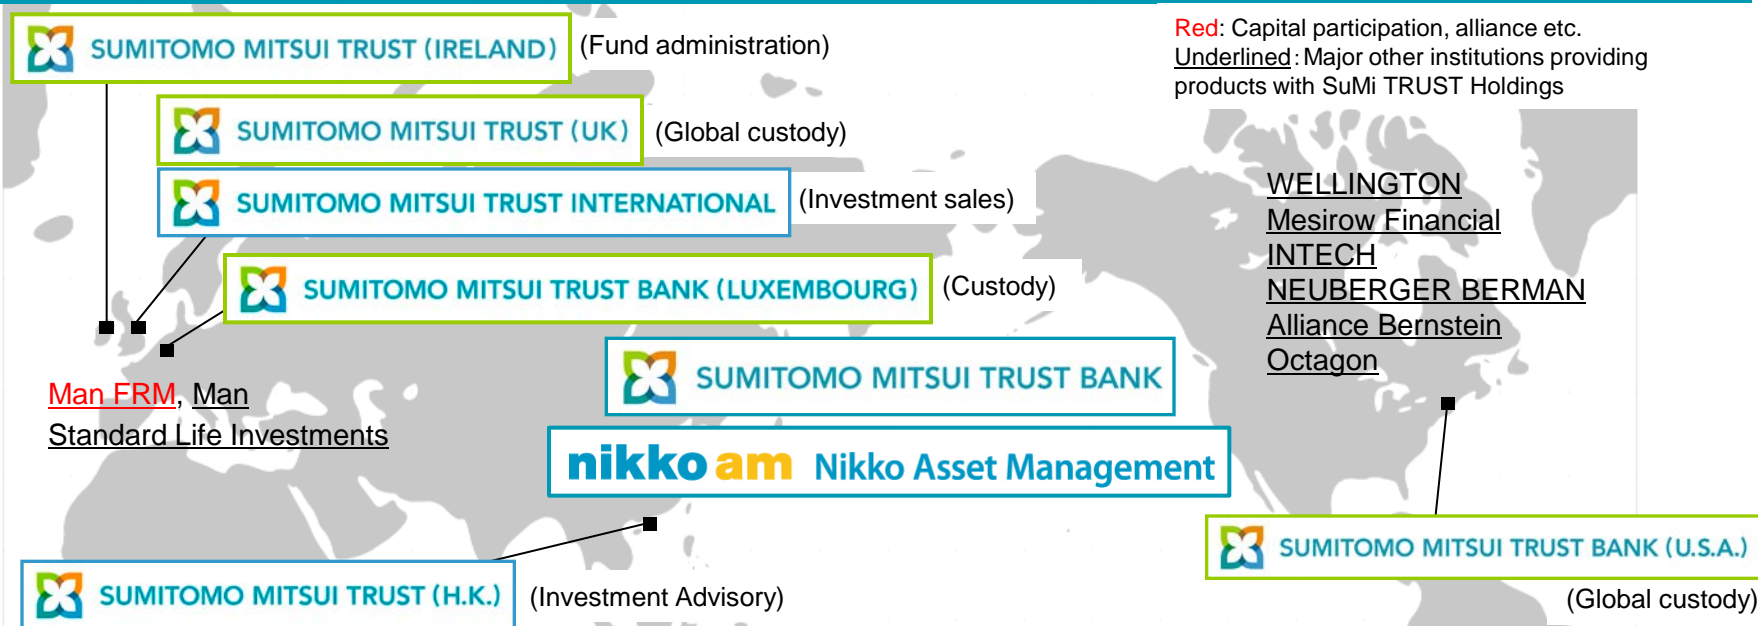 SUMITOMO MITSUI TRUST (IRELAND) (Fund administration)
Red: Capital participation, alliance etc.
Underlined:Major other institutions providing
products with SuMi TRUST Holdings
SUMITOMO MITSUI TRUST (UK) (Global custody)
SUMITOMO MITSUI TRUST INTERNATIONAL (Investment sales)
SUMITOMO MITSUI TRUST BANK (LUXEMBOURG) (Custody)
WELLINGTON
Mesirow Financial
INTECH
NEUBERGER BERMAN
Alliance Bernstein
Octagon
Man FRM, Man
Standard Life Investments
SUMITOMO MITSUI TRUST BANK
nikko am Nikko Asset Management
SUMITOMO MITSUI TRUST (H.K.) (Investment Advisory)
SUMITOMO MITSUI TRUST BANK (U.S.A.)
(Global custody)